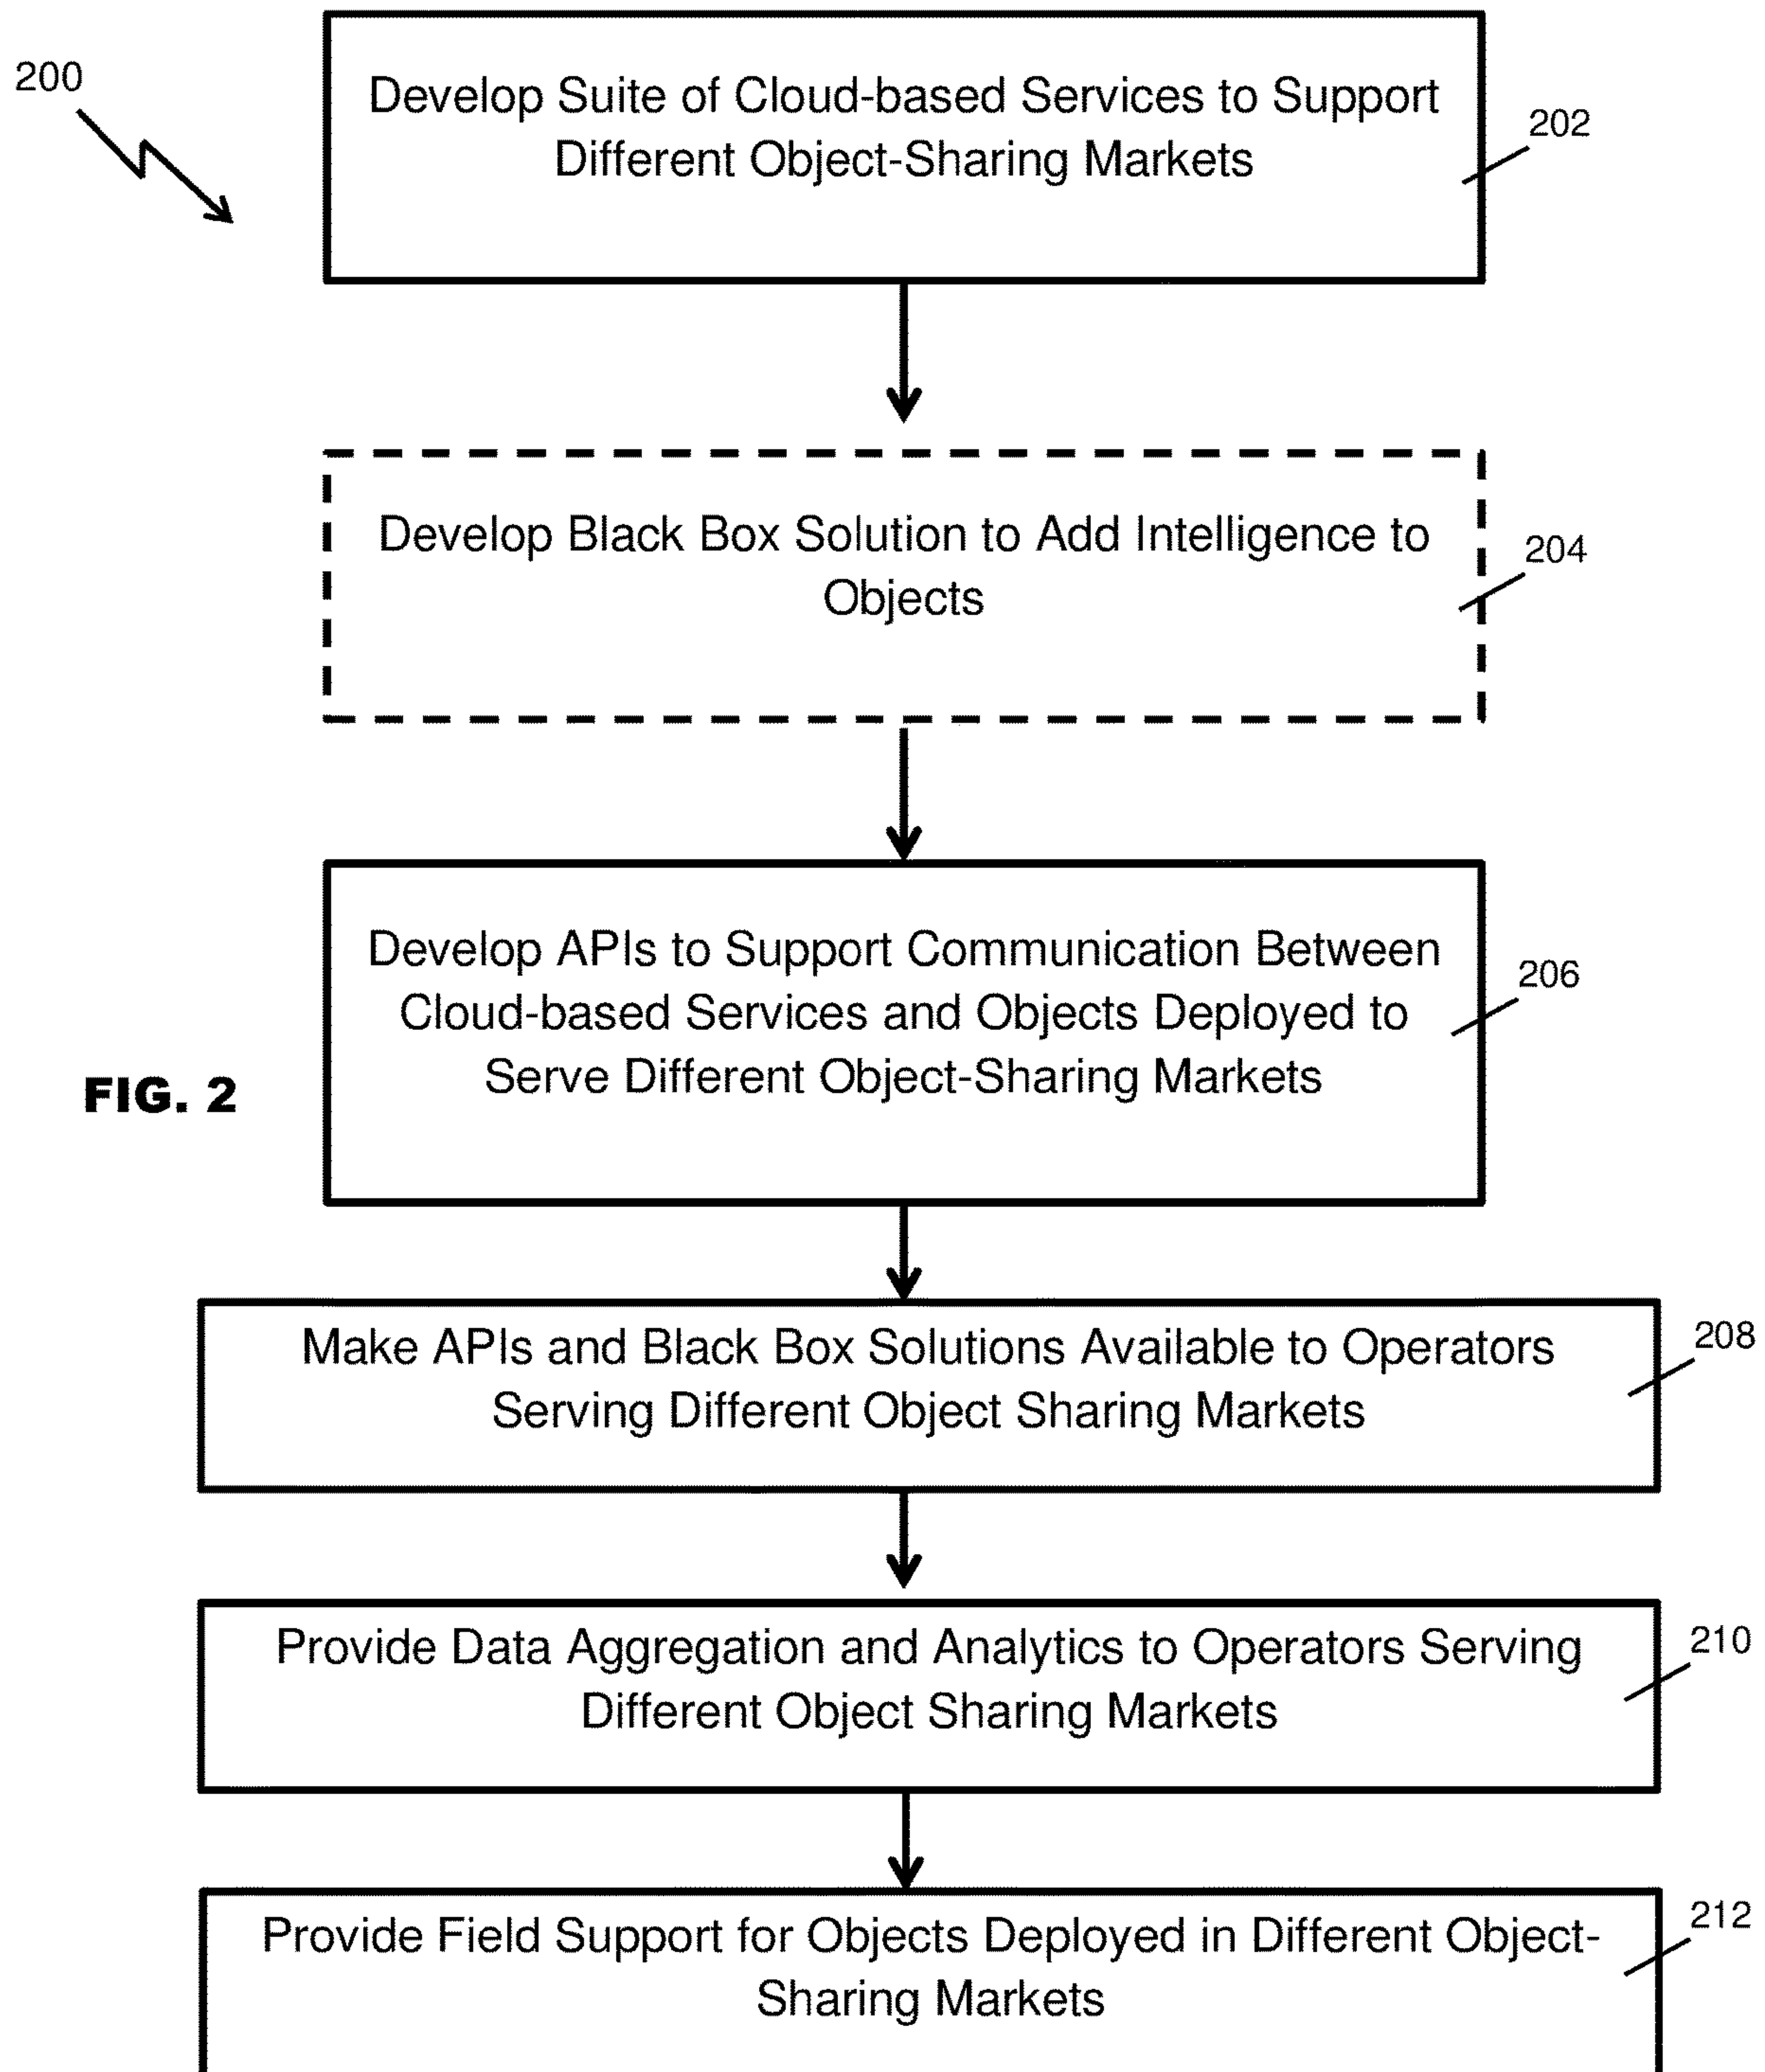 200
Develop Suite of Cloud-based Services to Support
Different Object-Sharing Markets
202
Develop Black Box Solution to Add Intelligence to
Objects
204
Develop APIs to Support Communication Between
Cloud-based Services and Objects Deployed to
Serve Different Object-Sharing Markets
206
FIG. 2
Make APIs and Black Box Solutions Available to Operators
Serving Different Object Sharing Markets
208
Provide Data Aggregation and Analytics to Operators Serving
Different Object Sharing Markets
210
Provide Field Support for Objects Deployed in Different Object-
Sharing Markets
212